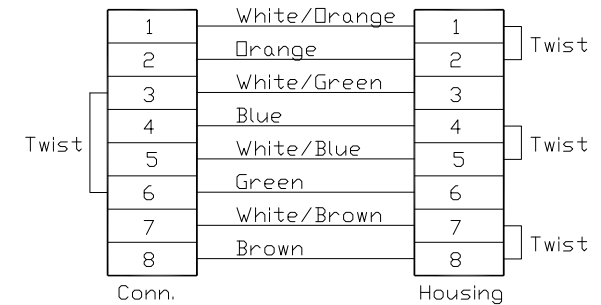 1 White/Orange 1
2 Orange 2 Twist
3 White/Green 3
4 Blue 4
Twist 5 White/Blue 5 Twist
6 Green 6
7 White/Brown 7
8 Brown 8 Twist
Conn. Housing